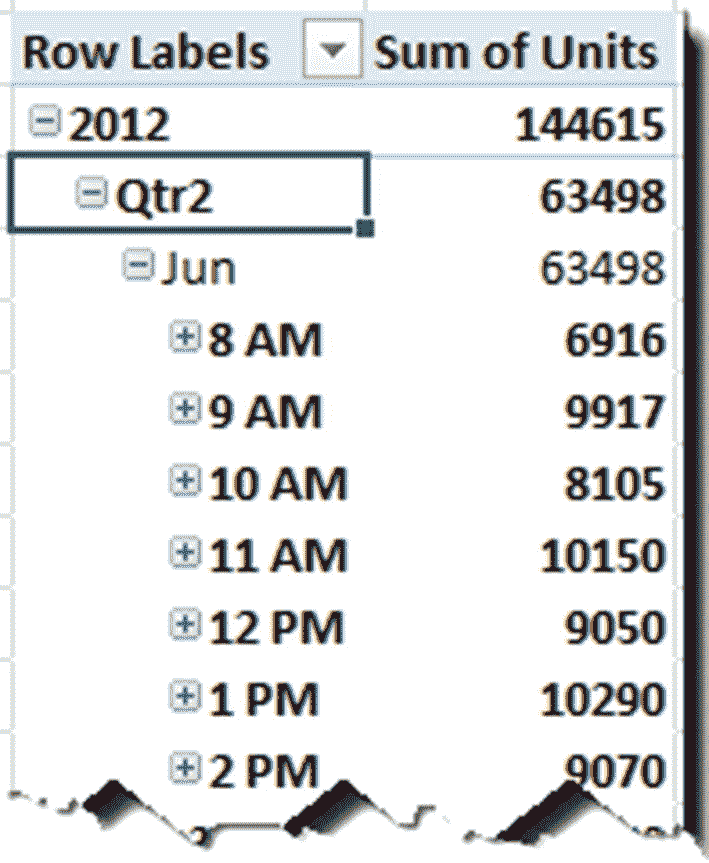 Row Labels Sum of Units
2012 144615
Qtr2 63498
Jun 63498
8 AM 6916
9 AM 9917
10 AM 8105
11 AM 10150
12 PM 9050
1 PM 10290
2 PM 9070